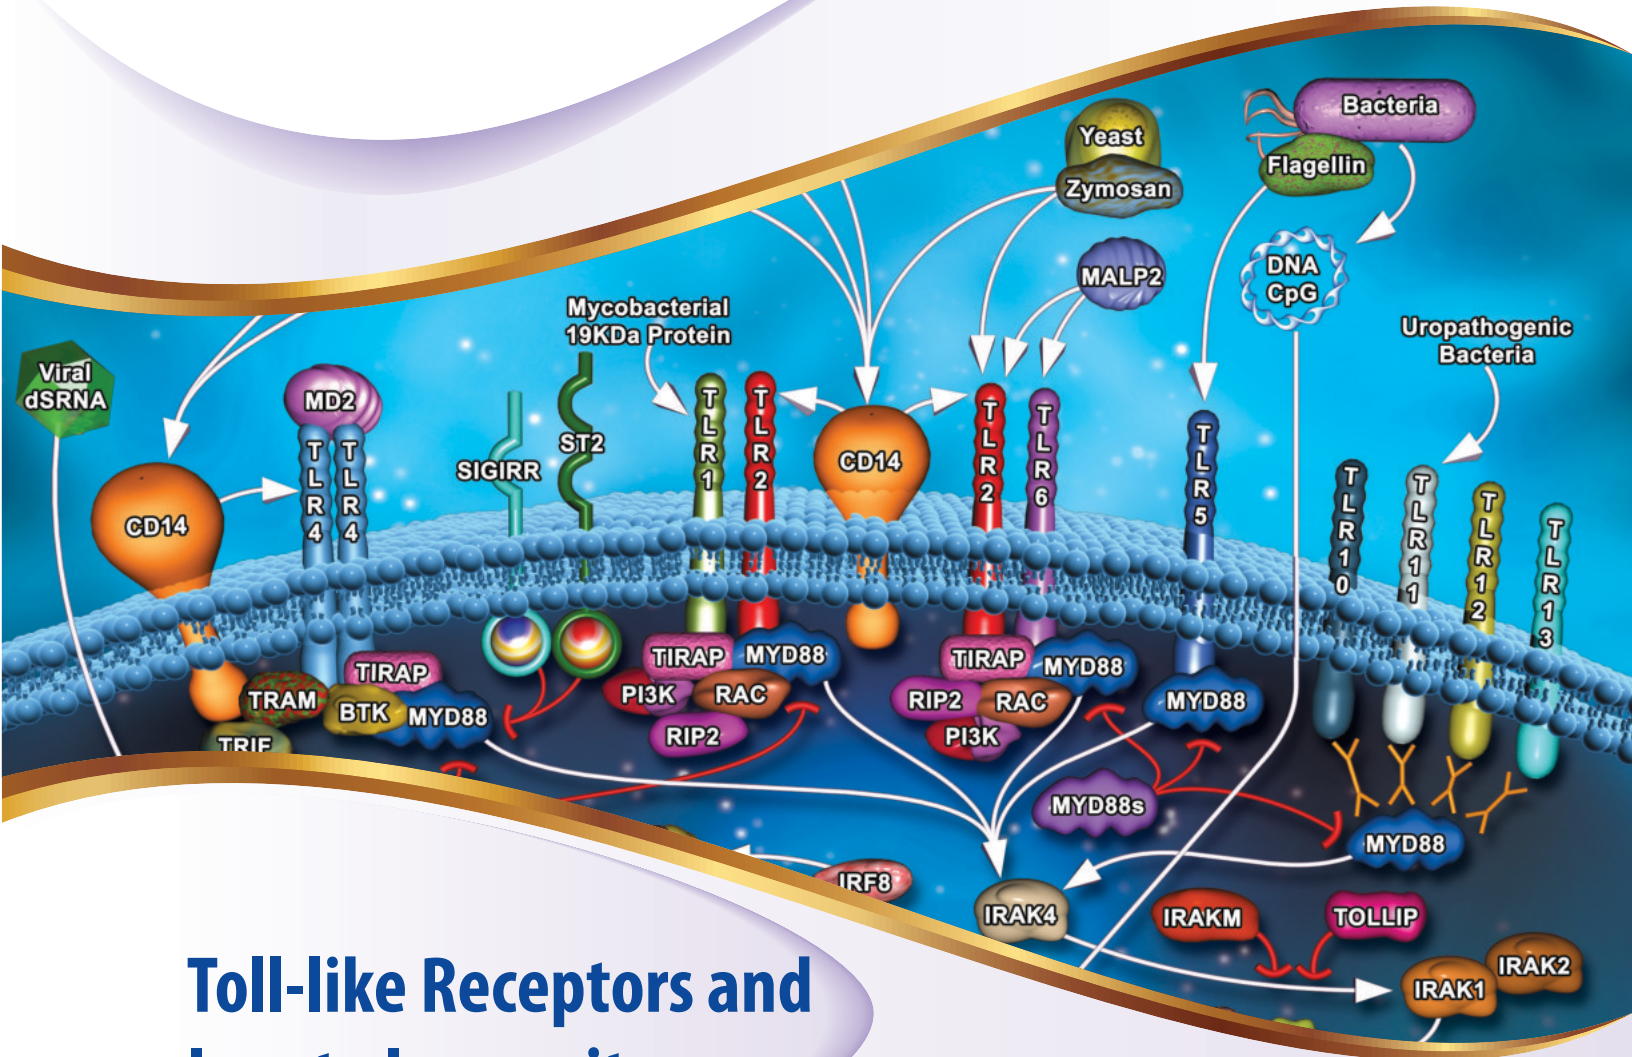 Bacteria
Yeast
Flagellin
Zymosan
DNA
CpG
MALP2
Mycobacterial
19KDa Protein
Uropathogenic
Bacteria
Viral
dSRNA
MD2
TLR4
TLR4
SIGIRR
ST2
TLR1
TLR2
CD14
TLR2
TLR6
TLR5
TLR10
TLR11
TLR12
TLR13
CD14
TIRAP
TRAM
BTK
MYD88
TRIF
TIRAP
MYD88
PI3K
RAC
RIP2
TIRAP
MYD88
RIP2
RAC
PI3K
MYD88
MYD88s
MYD88
IRF8
IRAK4
IRAKM
TOLLIP
IRAK2
IRAK1
Toll-like Receptors and